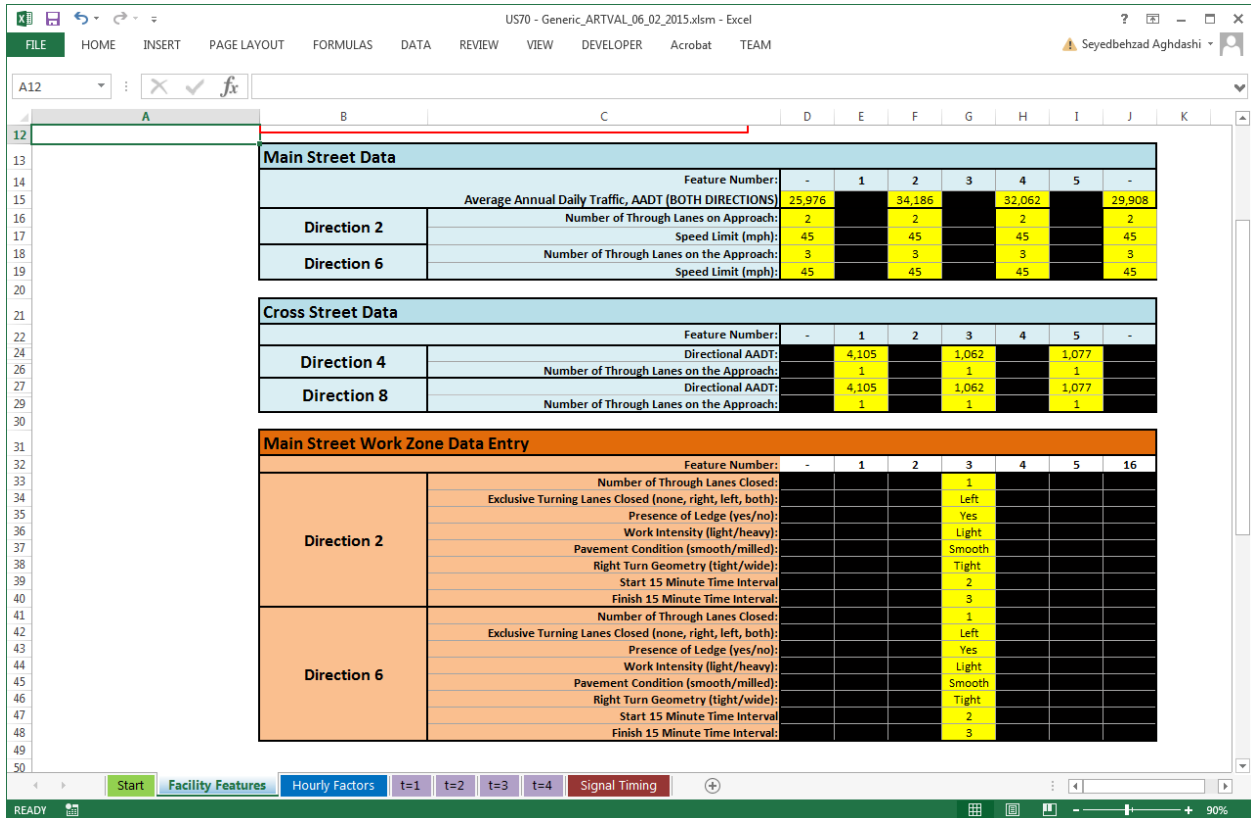 US70 - Generic_ARTVAL_06_02_2015.xlsm - Excel
FILE HOME INSERT PAGE LAYOUT FORMULAS DATA REVIEW VIEW DEVELOPER Acrobat TEAM Seyedbehzad Aghdashi
A12 fx
A B C D E F G H I J K
12
13 Main Street Data
14 Feature Number: - 1 2 3 4 5 -
15 Average Annual Daily Traffic, AADT (BOTH DIRECTIONS) 25,976 34,186 32,062 29,908
16 Direction 2 Number of Through Lanes on Approach: 2 2 2 2
17 Speed Limit (mph): 45 45 45 45
18 Direction 6 Number of Through Lanes on the Approach: 3 3 3 3
19 Speed Limit (mph): 45 45 45 45
20
21 Cross Street Data
22 Feature Number: - 1 2 3 4 5 -
24 Direction 4 Directional AADT: 4,105 1,062 1,077
26 Number of Through Lanes on the Approach: 1 1 1
27 Direction 8 Directional AADT: 4,105 1,062 1,077
29 Number of Through Lanes on the Approach: 1 1 1
30
31 Main Street Work Zone Data Entry
32 Feature Number: - 1 2 3 4 5 16
33 Number of Through Lanes Closed: 1
34 Exclusive Turning Lanes Closed (none, right, left, both): Left
35 Presence of Ledge (yes/no): Yes
36 Direction 2 Work Intensity (light/heavy): Light
37 Pavement Condition (smooth/milled): Smooth
38 Right Turn Geometry (tight/wide): Tight
39 Start 15 Minute Time Interval 2
40 Finish 15 Minute Time Interval: 3
41 Number of Through Lanes Closed: 1
42 Exclusive Turning Lanes Closed (none, right, left, both): Left
43 Presence of Ledge (yes/no): Yes
44 Direction 6 Work Intensity (light/heavy): Light
45 Pavement Condition (smooth/milled): Smooth
46 Right Turn Geometry (tight/wide): Tight
47 Start 15 Minute Time Interval 2
48 Finish 15 Minute Time Interval: 3
49
50
Start Facility Features Hourly Factors t=1 t=2 t=3 t=4 Signal Timing
READY 90%